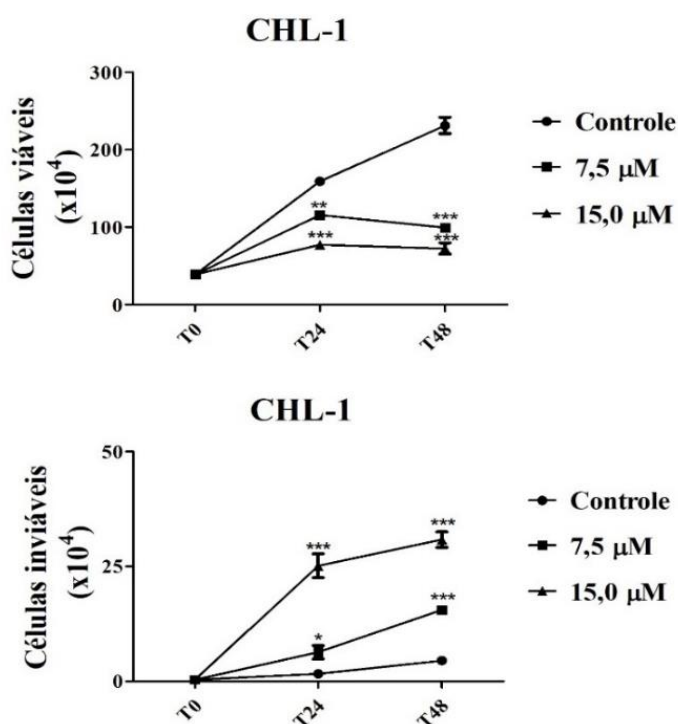 CHL-1
300
200
100
0
Células viáveis
(x10⁴)
**
***
***
***
T0
T24
T48
Controle
7,5 µM
15,0 µM
CHL-1
50
25
0
Células inviáveis
(x10⁴)
***
***
*
***
T0
T24
T48
Controle
7,5 µM
15,0 µM